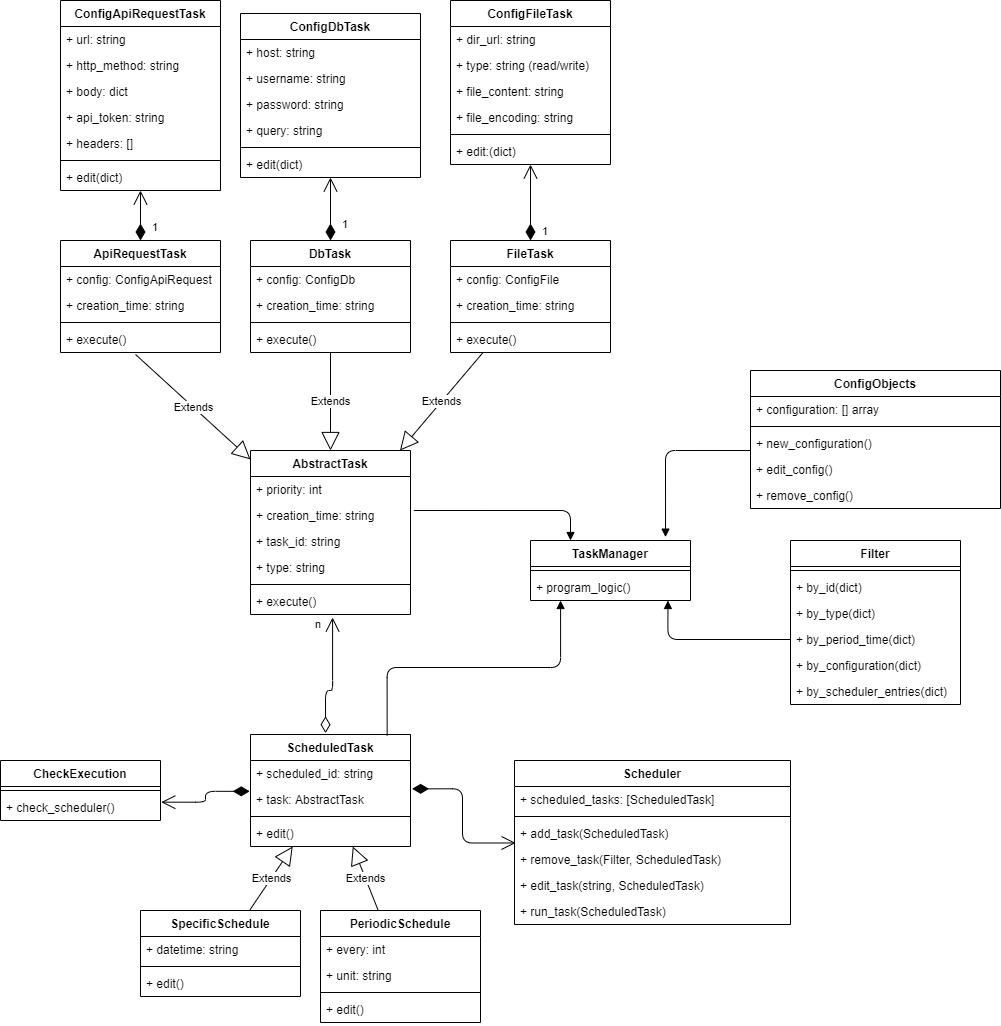 ConfigApiRequestTask
+ url: string
+ http_method: string
+ body: dict
+ api_token: string
+ headers: []
+ edit(dict)
ConfigDbTask
+ host: string
+ username: string
+ password: string
+ query: string
+ edit(dict)
ConfigFileTask
+ dir_url: string
+ type: string (read/write)
+ file_content: string
+ file_encoding: string
+ edit:(dict)
1
1
1
ApiRequestTask
+ config: ConfigApiRequest
+ creation_time: string
+ execute()
DbTask
+ config: ConfigDb
+ creation_time: string
+ execute()
FileTask
+ config: ConfigFile
+ creation_time: string
+ execute()
Extends
Extends
Extends
ConfigObjects
+ configuration: [] array
+ new_configuration()
+ edit_config()
+ remove_config()
AbstractTask
+ priority: int
+ creation_time: string
+ task_id: string
+ type: string
+ execute()
TaskManager
+ program_logic()
Filter
+ by_id(dict)
+ by_type(dict)
+ by_period_time(dict)
+ by_configuration(dict)
+ by_scheduler_entries(dict)
n
ScheduledTask
+ scheduled_id: string
+ task: AbstractTask
+ edit()
CheckExecution
+ check_scheduler()
Scheduler
+ scheduled_tasks: [ScheduledTask]
+ add_task(ScheduledTask)
+ remove_task(Filter, ScheduledTask)
+ edit_task(string, ScheduledTask)
+ run_task(ScheduledTask)
Extends
Extends
SpecificSchedule
+ datetime: string
+ edit()
PeriodicSchedule
+ every: int
+ unit: string
+ edit()